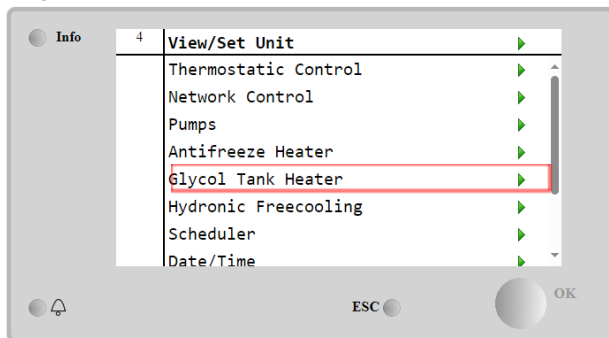 Info
4 View/Set Unit
Thermostatic Control
Network Control
Pumps
Antifreeze Heater
Glycol Tank Heater
Hydronic Freecooling
Scheduler
Date/Time
ESC
OK